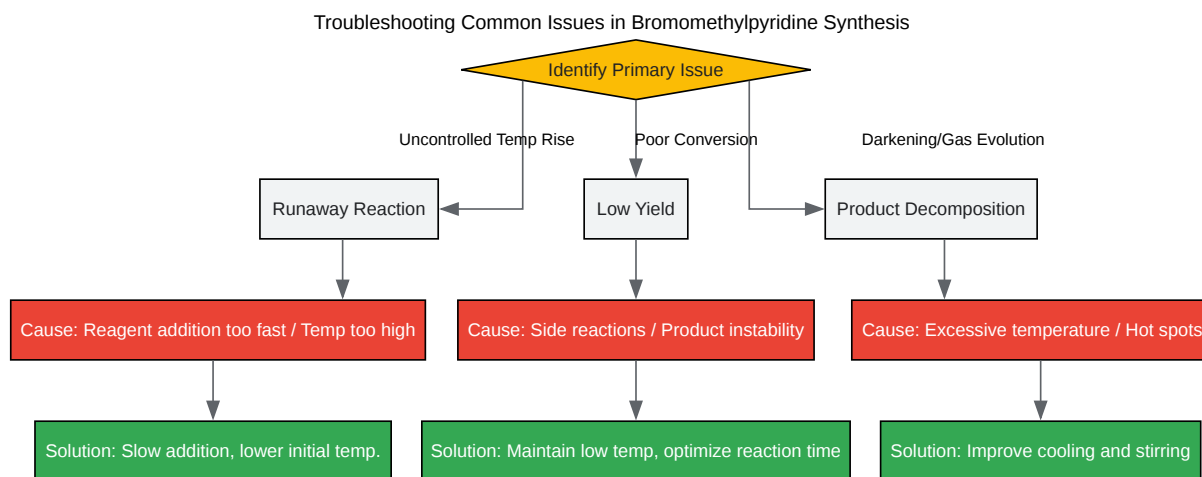 Troubleshooting Common Issues in Bromomethylpyridine Synthesis
Identify Primary Issue
Uncontrolled Temp Rise
Poor Conversion
Darkening/Gas Evolution
Runaway Reaction
Low Yield
Product Decomposition
Cause: Reagent addition too fast / Temp too high
Cause: Side reactions / Product instability
Cause: Excessive temperature / Hot spots
Solution: Slow addition, lower initial temp.
Solution: Maintain low temp, optimize reaction time
Solution: Improve cooling and stirring